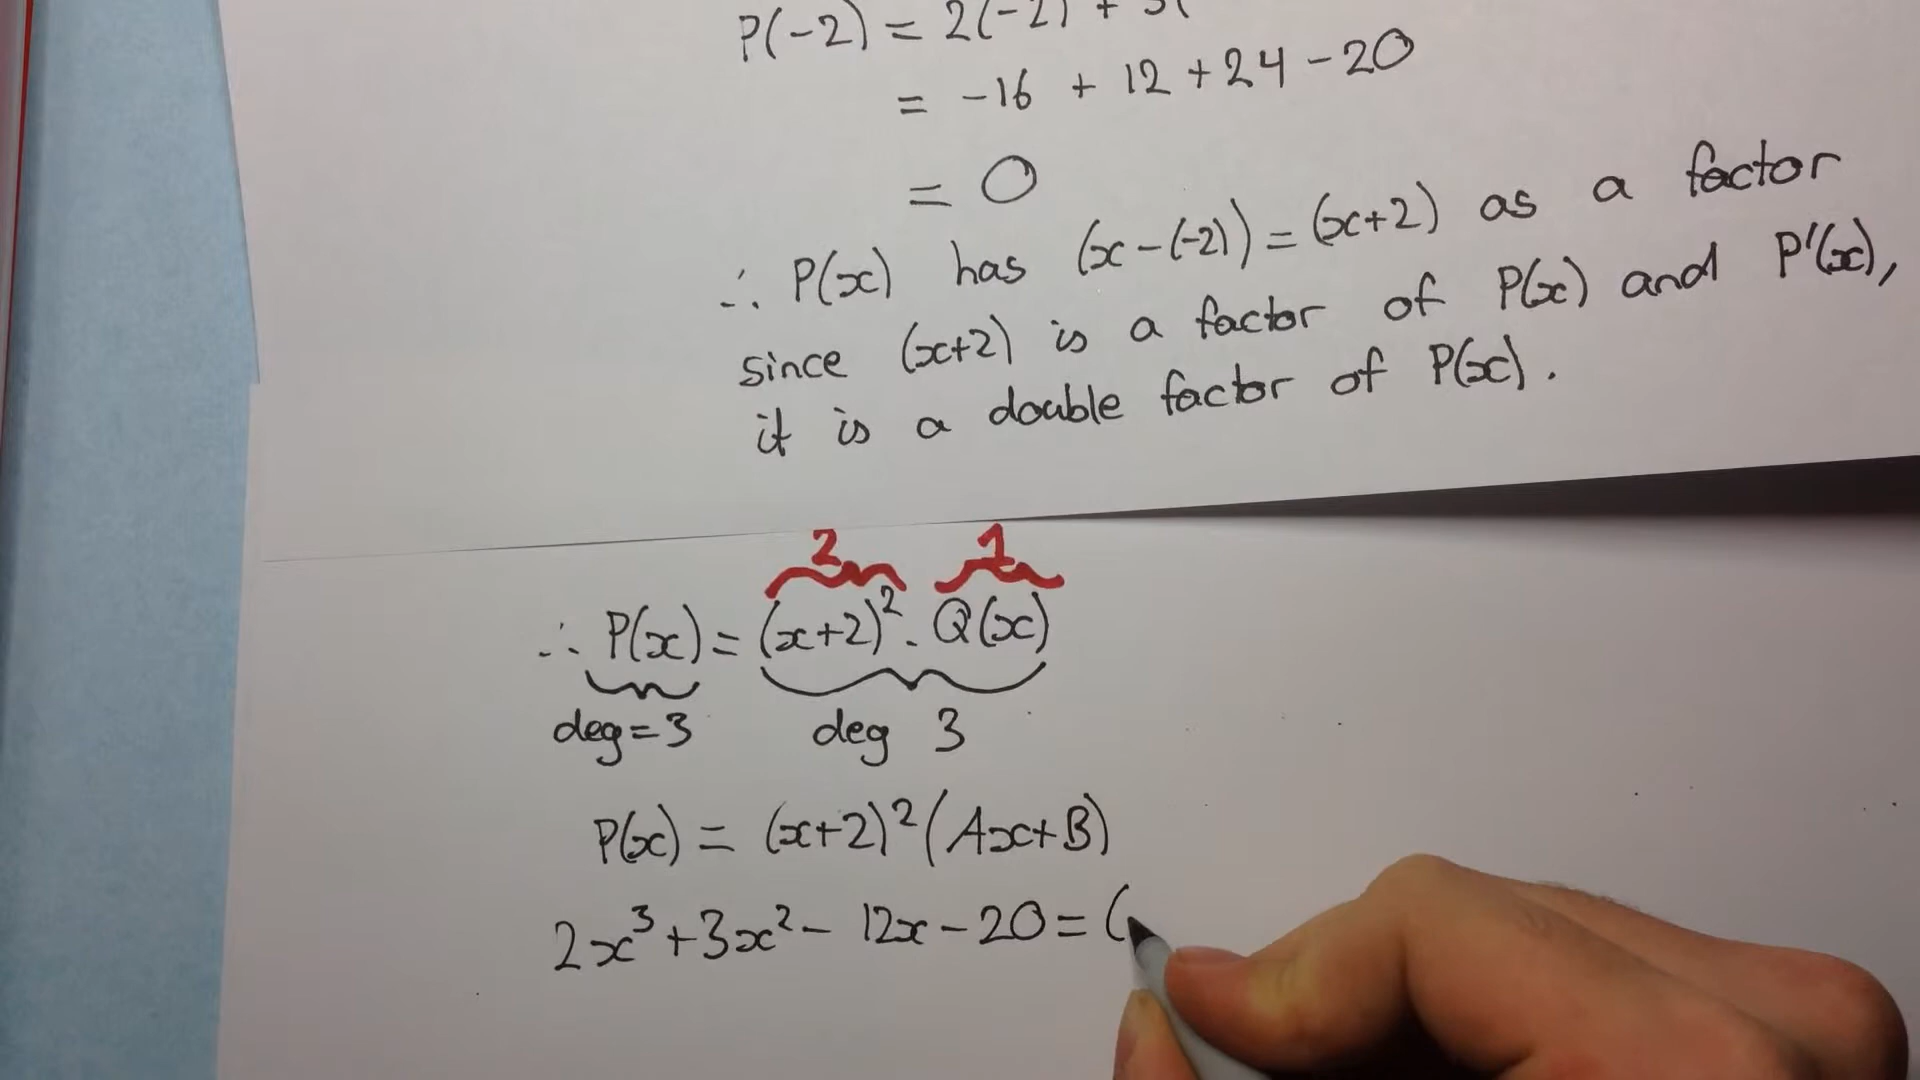 P(-2) = 2(-2) + 3(
= -16 + 12 + 24 - 20
= 0
∴ P(x) has (x-(-2)) = (x+2) as a factor
since (x+2) is a factor of P(x) and P'(x),
it is a double factor of P(x).
2 1
∴ P(x) = (x+2)² . Q(x)
deg=3 deg 3
P(x) = (x+2)²(Ax+B)
2x³ + 3x² - 12x - 20 = (